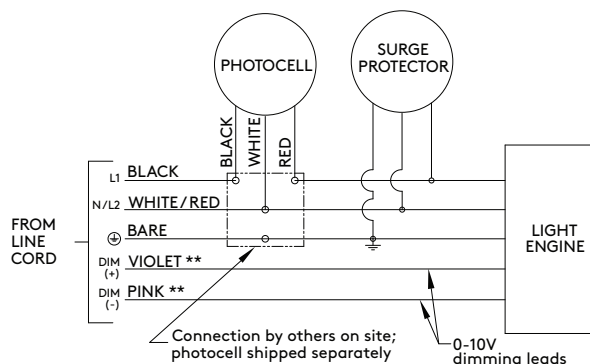 PHOTOCELL
SURGE
PROTECTOR
BLACK
WHITE
RED
L1 BLACK
N/L2 WHITE/RED
BARE
DIM (+) VIOLET **
DIM (-) PINK **
FROM
LINE
CORD
LIGHT
ENGINE
Connection by others on site;
photocell shipped separately
0-10V
dimming leads